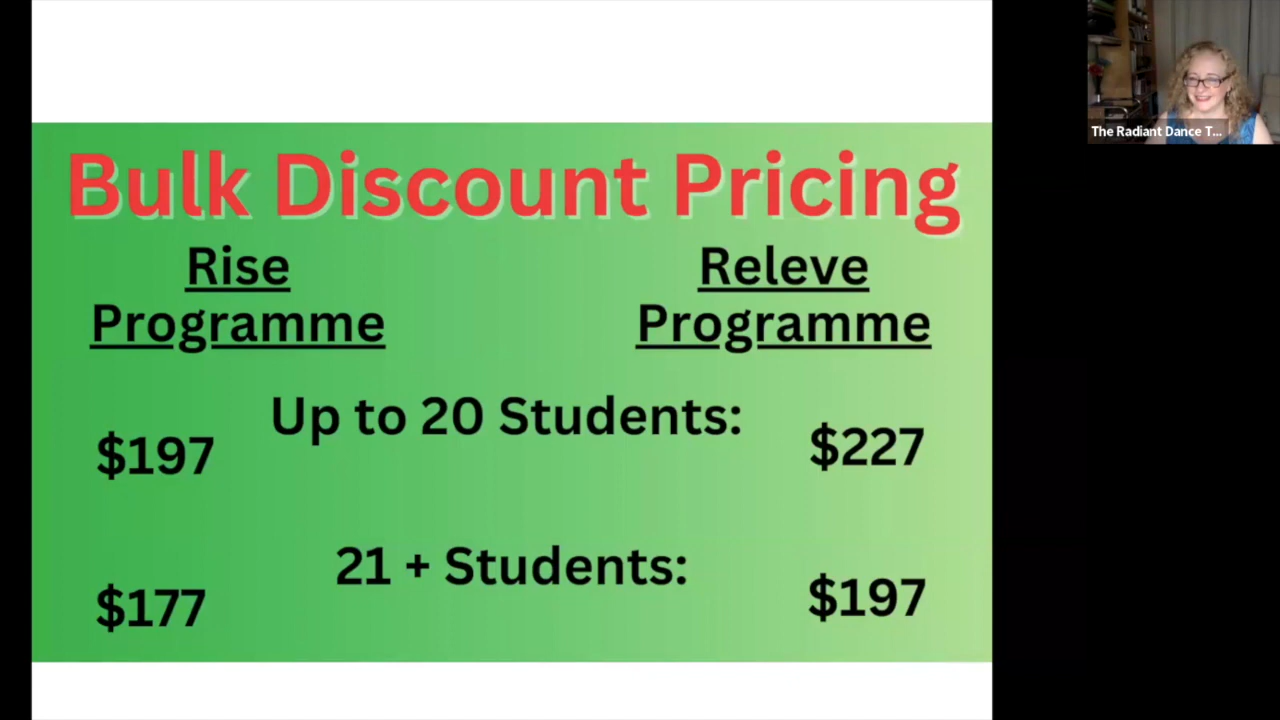 Bulk Discount Pricing
Rise
Programme
Releve
Programme
Up to 20 Students:
$197
$227
21 + Students:
$177
$197
The Radiant Dance T...